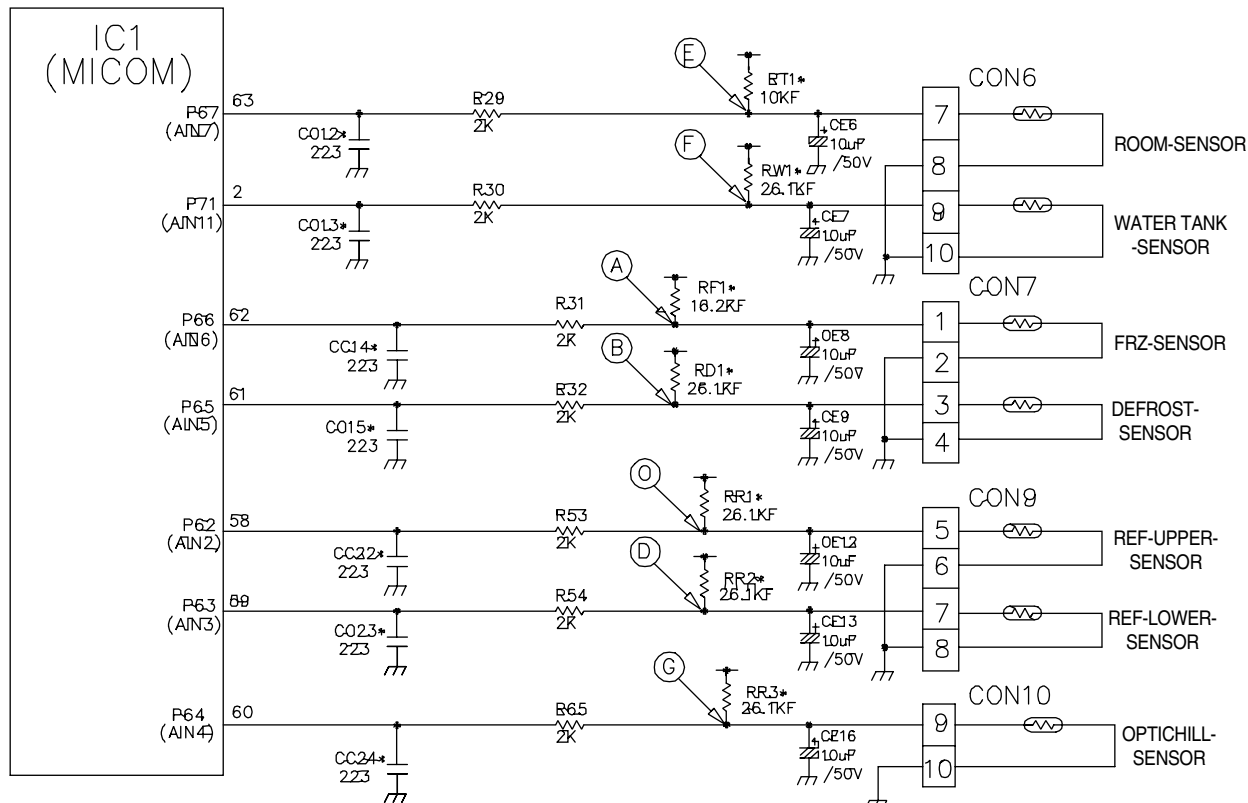 IC1
(MICOM)
P67
(AIN7)
63
CC12*
223
R29
2K
E
RT1*
10KF
CE6
10uF
/50V
CON6
7
8
ROOM-SENSOR
P71
(AIN11)
2
CC13*
223
R30
2K
F
RW1*
26.1KF
CE7
10uF
/50V
9
10
WATER TANK
-SENSOR
CON7
P66
(AIN6)
62
CC14*
223
R31
2K
A
RF1*
16.2KF
CE8
10uF
/50V
1
2
FRZ-SENSOR
P65
(AIN5)
61
CC15*
223
R32
2K
B
RD1*
26.1KF
CE9
10uF
/50V
3
4
DEFROST-
SENSOR
CON9
P62
(AIN2)
58
CC22*
223
R53
2K
C
RR1*
26.1KF
CE12
10uF
/50V
5
6
REF-UPPER-
SENSOR
P63
(AIN3)
59
CC23*
223
R54
2K
D
RR2*
26.1KF
CE13
10uF
/50V
7
8
REF-LOWER-
SENSOR
CON10
P64
(AIN4)
60
CC24*
223
R65
2K
G
RR3*
26.1KF
CE16
10uF
/50V
9
10
OPTICHILL-
SENSOR